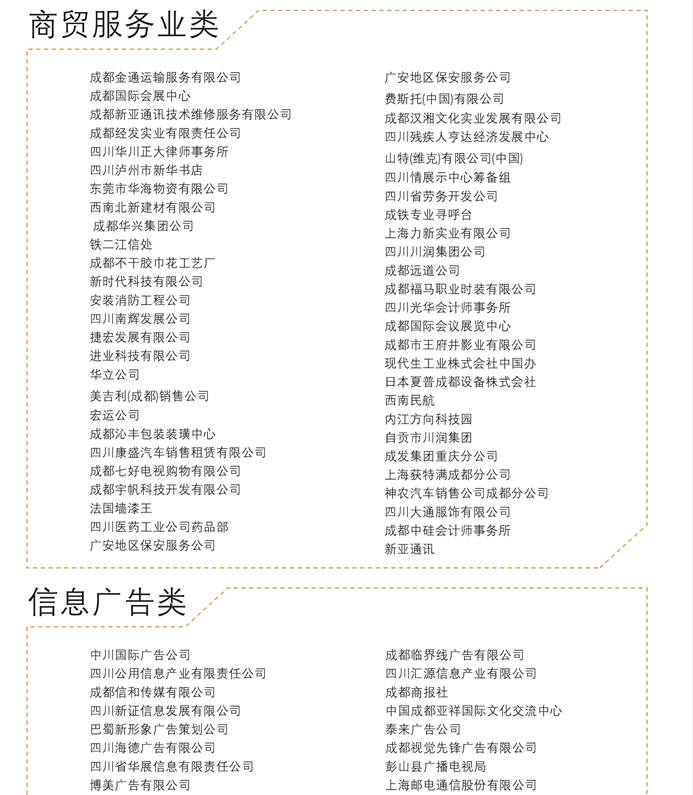 商贸服务业类
成都金通运输服务有限公司
成都国际会展中心
成都新亚通讯技术维修服务有限公司
成都经发实业有限责任公司
四川华川正大律师事务所
四川泸州市新华书店
东莞市华海物资有限公司
西南北新建材有限公司
成都华兴集团公司
铁二江信处
成都不干胶巾花工艺厂
新时代科技有限公司
安装消防工程公司
四川南辉发展公司
捷宏发展有限公司
进业科技有限公司
华立公司
美吉利(成都)销售公司
宏运公司
成都沁丰包装装璜中心
四川康盛汽车销售租赁有限公司
成都七好电视购物有限公司
成都宇帆科技开发有限公司
法国墙漆王
四川医药工业公司药品部
广安地区保安服务公司
广安地区保安服务公司
费斯托(中国)有限公司
成都汉湘文化实业发展有限公司
四川残疾人亨达经济发展中心
山特(维克)有限公司(中国)
四川情展示中心筹备组
四川省劳务开发公司
成铁专业寻呼台
上海力新实业有限公司
四川川润集团公司
成都远道公司
成都福马职业时装有限公司
四川光华会计师事务所
成都国际会议展览中心
成都市王府井影业有限公司
现代生工业株式会社中国办
日本夏普成都设备株式会社
西南民航
内江方向科技园
自贡市川润集团
成发集团重庆分公司
上海获特满成都分公司
神农汽车销售公司成都分公司
四川大通服饰有限公司
成都中硅会计师事务所
新亚通讯
信息广告类
中川国际广告公司
四川公用信息产业有限责任公司
成都信和传媒有限公司
四川新证信息发展有限公司
巴蜀新形象广告策划公司
四川海德广告有限公司
四川省华展信息有限责任公司
博美广告有限公司
成都临界线广告有限公司
四川汇源信息产业有限公司
成都商报社
中国成都亚祥国际文化交流中心
泰来广告公司
成都视觉先锋广告有限公司
彭山县广播电视局
上海邮电通信股份有限公司